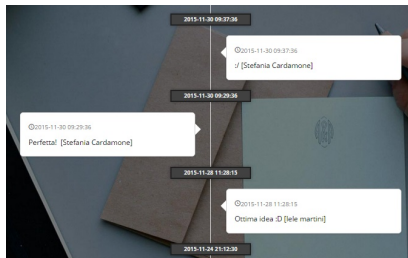 2015-11-30 09:37:36
2015-11-30 09:37:36
:/ [Stefania Cardamone]
2015-11-30 09:29:36
2015-11-30 09:29:36
Perfetta! [Stefania Cardamone]
2015-11-28 11:28:15
2015-11-28 11:28:15
Ottima idea :D [lele martini]
2015-11-24 21:12:30